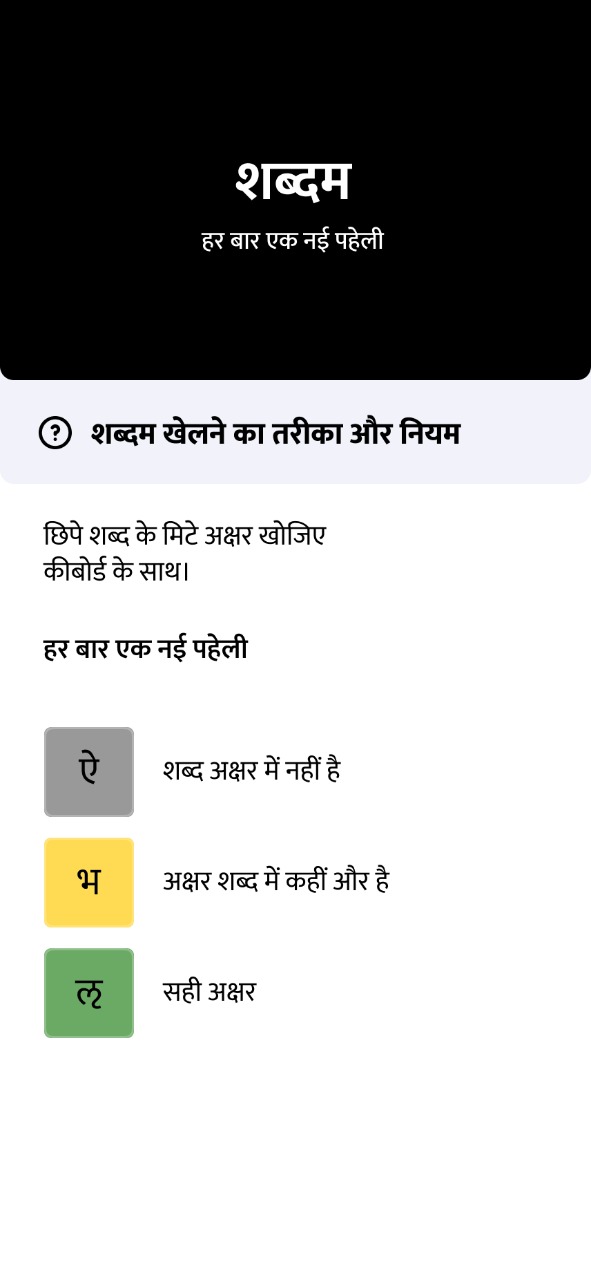 शब्दम
हर बार एक नई पहेली
? शब्दम खेलने का तरीका और नियम
छिपे शब्द के मिटे अक्षर खोजिए
कीबोर्ड के साथ।
हर बार एक नई पहेली
ऐ शब्द अक्षर में नहीं है
भ अक्षर शब्द में कहीं और है
ऌ सही अक्षर